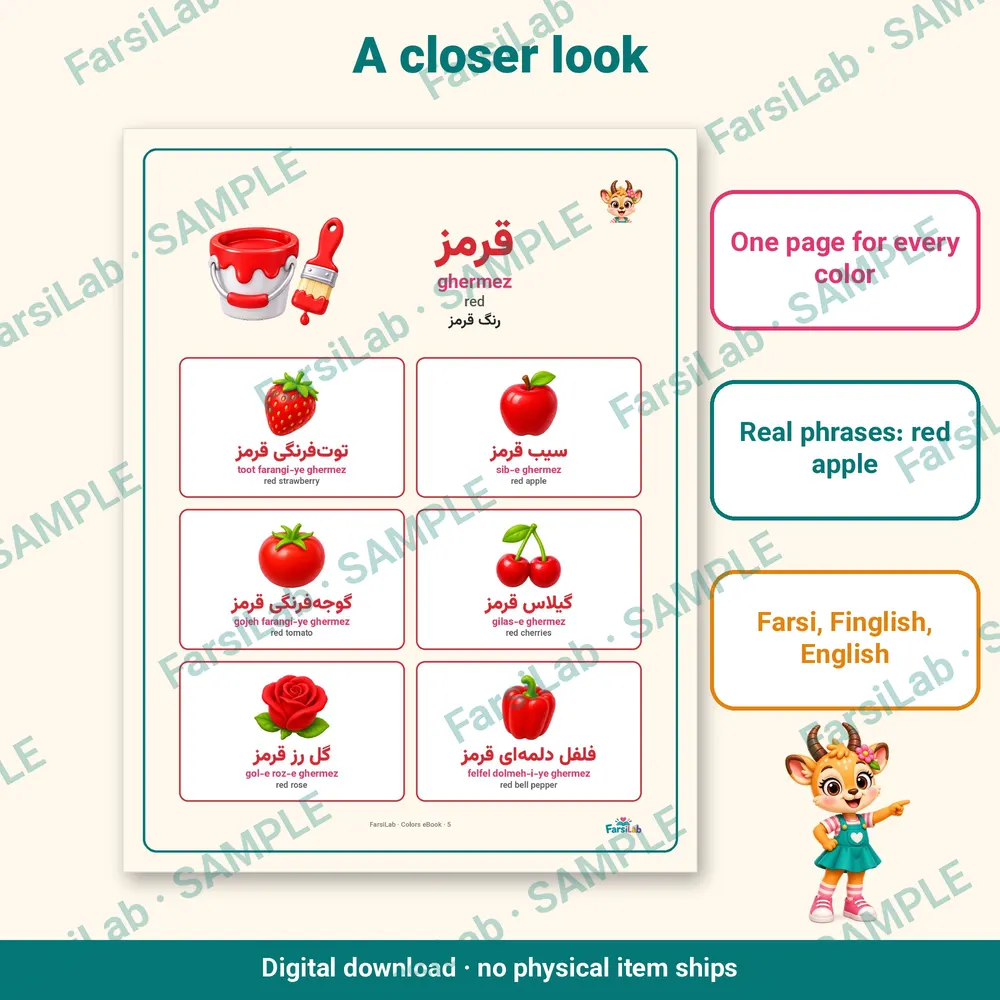 A closer look
قرمز
ghermez
red
رنگ قرمز
توت‌فرنگی قرمز
toot farangi-ye ghermez
red strawberry
سیب قرمز
sib-e ghermez
red apple
گوجه‌فرنگی قرمز
gojeh farangi-ye ghermez
red tomato
گیلاس قرمز
gilas-e ghermez
red cherries
گل رز قرمز
gol-e roz-e ghermez
red rose
فلفل دلمه‌ای قرمز
felfel dolmeh-i-ye ghermez
red bell pepper
FarsiLab · Colors eBook · 5
FarsiLab
One page for every
color
Real phrases: red
apple
Farsi, Finglish,
English
Digital download · no physical item ships
FarsiLab · SAMPLE